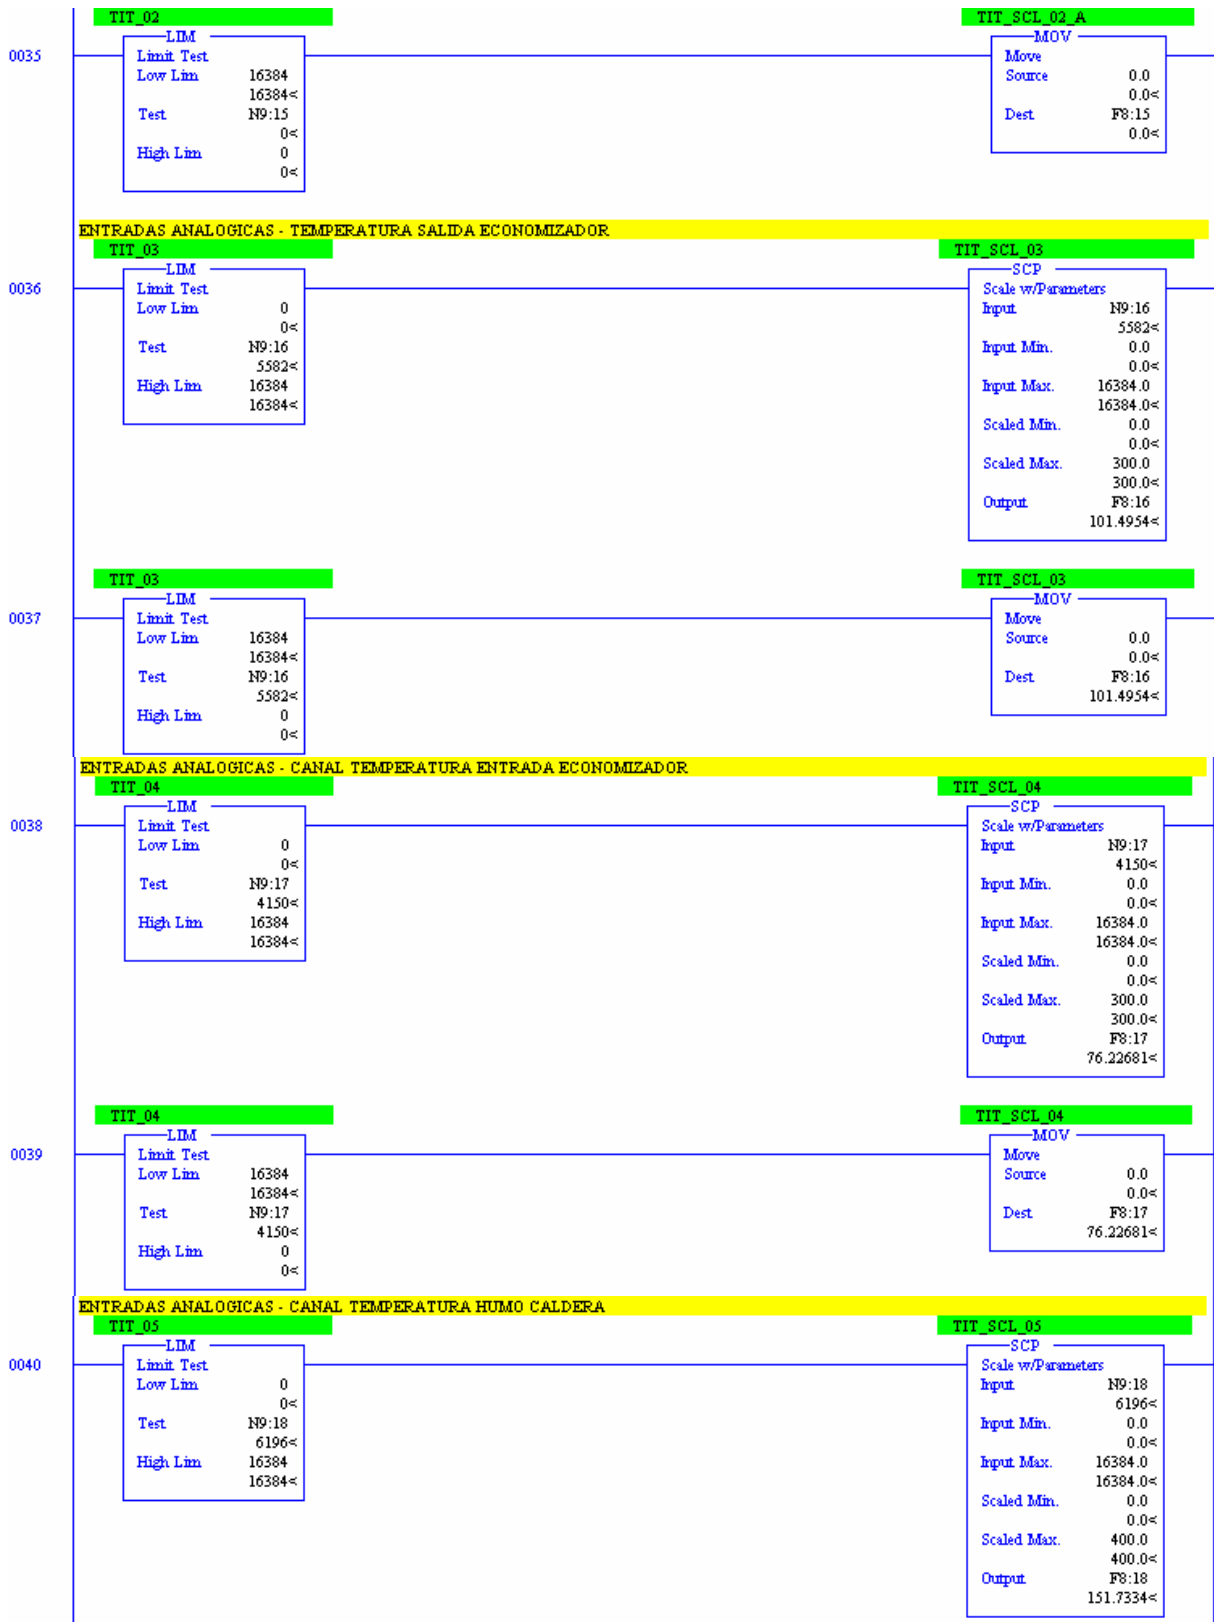 TIT_02
TIT_SCL_02_A
LIM
MOV
0035
Limit Test
Move
Low Lim 16384
Source 0.0
16384<
0.0<
Test N9:15
Dest F8:15
0<
0.0<
High Lim 0
0<
ENTRADAS ANALOGICAS - TEMPERATURA SALIDA ECONOMIZADOR
TIT_03
TIT_SCL_03
LIM
SCP
0036
Limit Test
Scale w/Parameters
Low Lim 0
Input N9:16
0<
5582<
Test N9:16
Input Min. 0.0
5582<
0.0<
High Lim 16384
Input Max. 16384.0
16384<
16384.0<
Scaled Min. 0.0
0.0<
Scaled Max. 300.0
300.0<
Output F8:16
101.4954<
TIT_03
TIT_SCL_03
LIM
MOV
0037
Limit Test
Move
Low Lim 16384
Source 0.0
16384<
0.0<
Test N9:16
Dest F8:16
5582<
101.4954<
High Lim 0
0<
ENTRADAS ANALOGICAS - CANAL TEMPERATURA ENTRADA ECONOMIZADOR
TIT_04
TIT_SCL_04
LIM
SCP
0038
Limit Test
Scale w/Parameters
Low Lim 0
Input N9:17
0<
4150<
Test N9:17
Input Min. 0.0
4150<
0.0<
High Lim 16384
Input Max. 16384.0
16384<
16384.0<
Scaled Min. 0.0
0.0<
Scaled Max. 300.0
300.0<
Output F8:17
76.22681<
TIT_04
TIT_SCL_04
LIM
MOV
0039
Limit Test
Move
Low Lim 16384
Source 0.0
16384<
0.0<
Test N9:17
Dest F8:17
4150<
76.22681<
High Lim 0
0<
ENTRADAS ANALOGICAS - CANAL TEMPERATURA HUMO CALDERA
TIT_05
TIT_SCL_05
LIM
SCP
0040
Limit Test
Scale w/Parameters
Low Lim 0
Input N9:18
0<
6196<
Test N9:18
Input Min. 0.0
6196<
0.0<
High Lim 16384
Input Max. 16384.0
16384<
16384.0<
Scaled Min. 0.0
0.0<
Scaled Max. 400.0
400.0<
Output F8:18
151.7334<